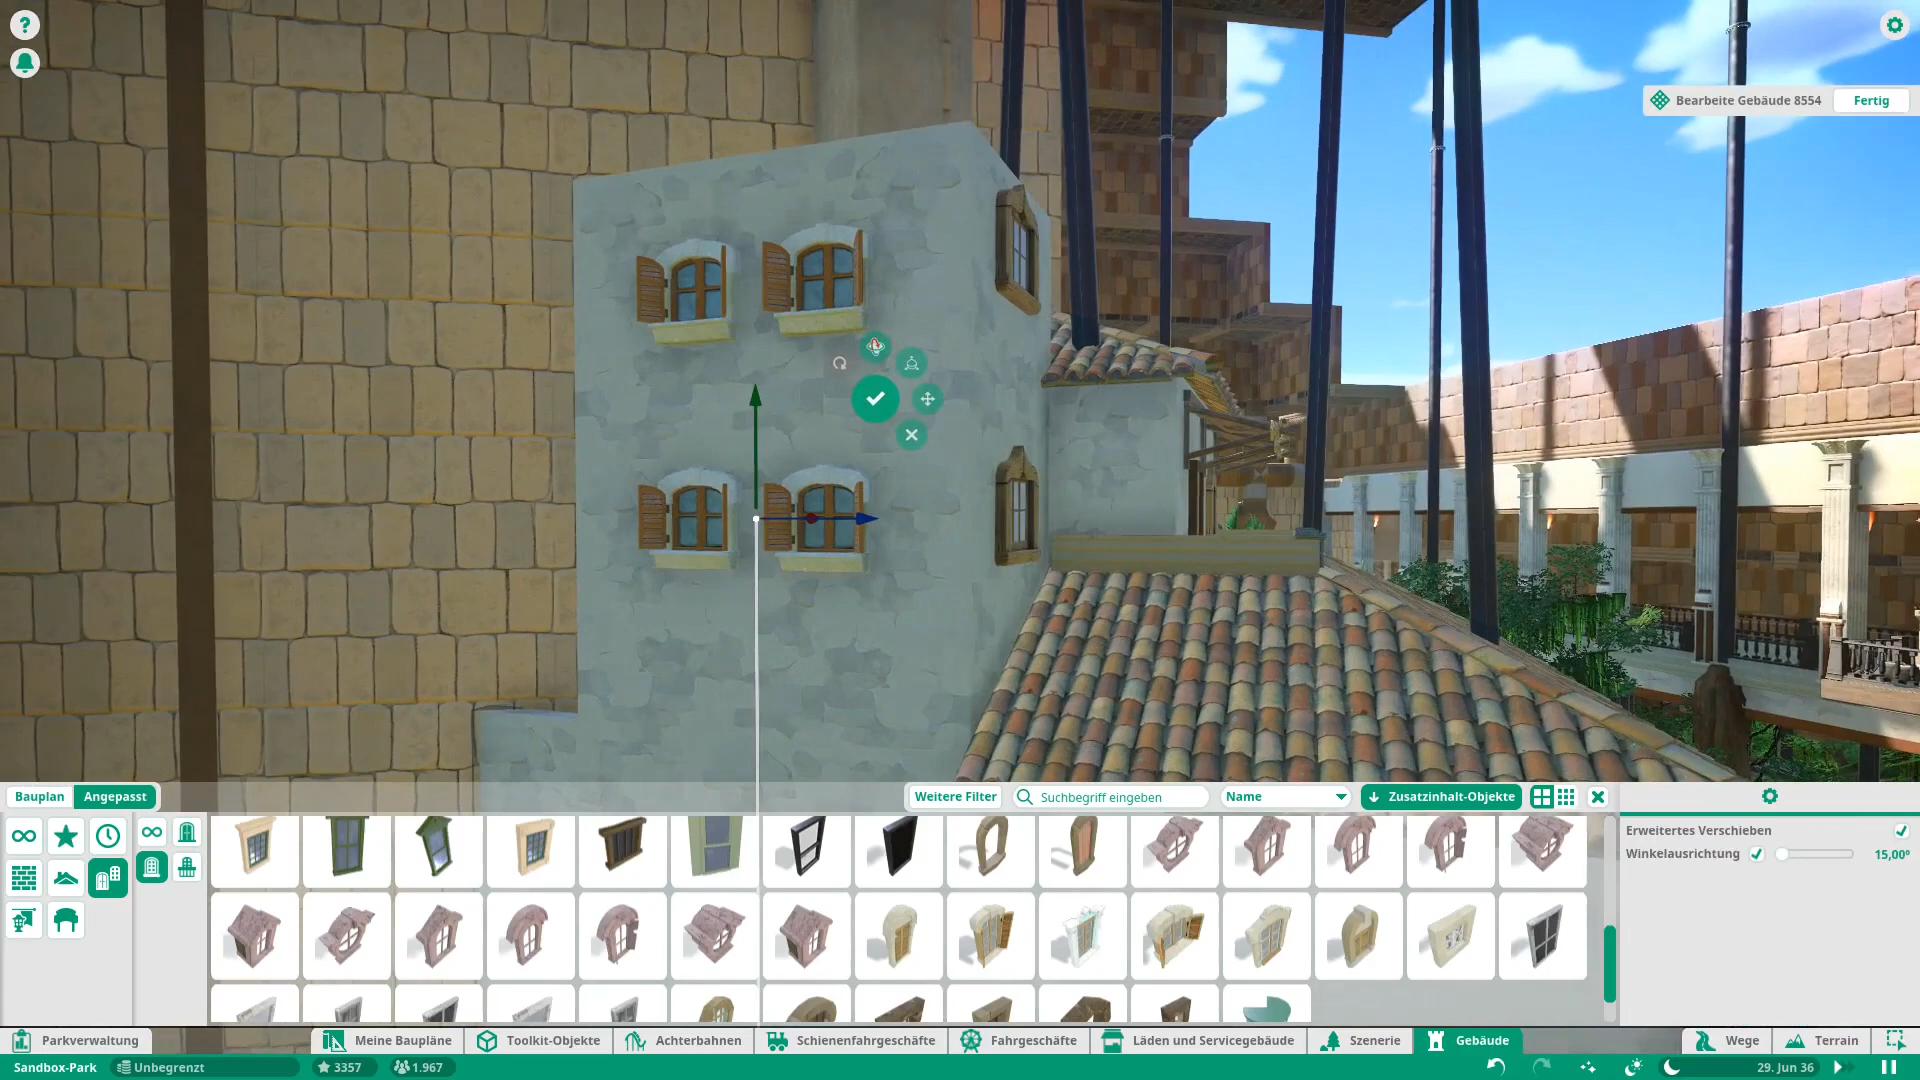 ?
Bearbeite Gebäude 8554
Fertig
Bauplan
Angepasst
Weitere Filter
Suchbegriff eingeben
Name
Zusatzinhalt-Objekte
Erweitertes Verschieben
Winkelausrichtung
15,00°
Parkverwaltung
Meine Baupläne
Toolkit-Objekte
Achterbahnen
Schienenfahrgeschäfte
Fahrgeschäfte
Läden und Servicegebäude
Szenerie
Gebäude
Wege
Terrain
Sandbox-Park
Unbegrenzt
3357
1.967
29. Jun 36